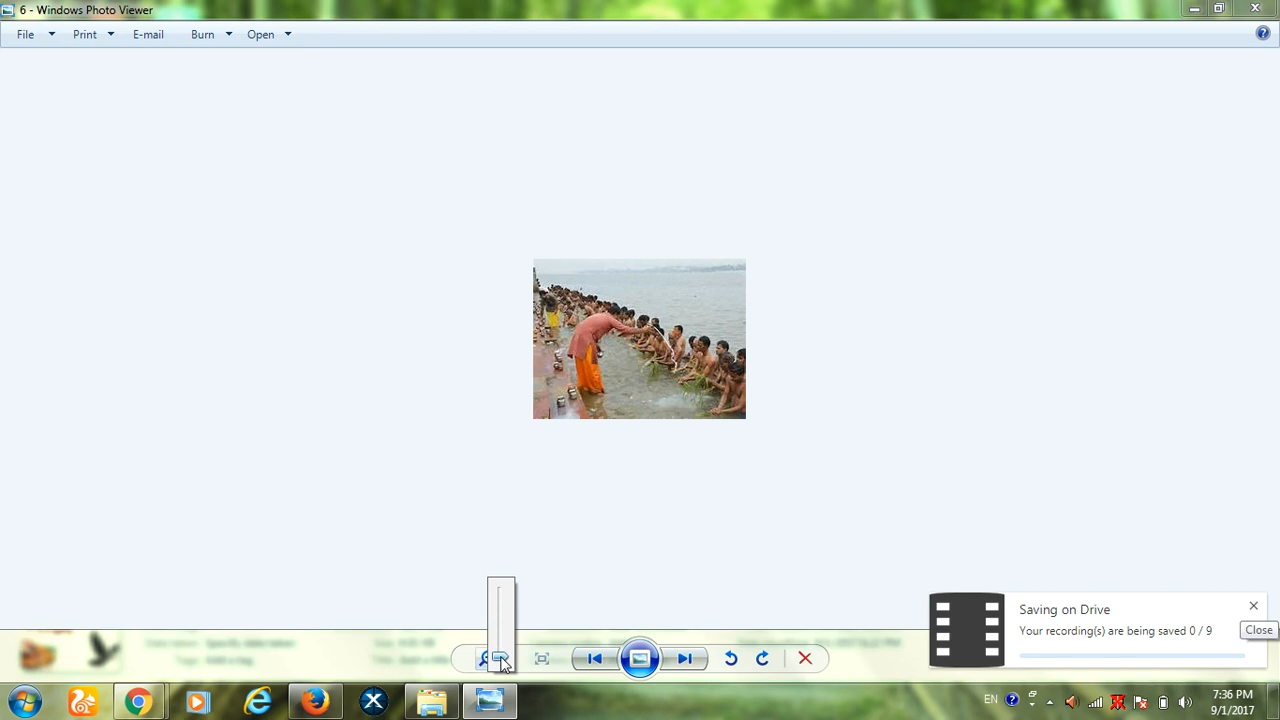 6 - Windows Photo Viewer
File Print E-mail Burn Open
Saving on Drive
Your recording(s) are being saved 0 / 9
Close
EN
7:36 PM
9/1/2017